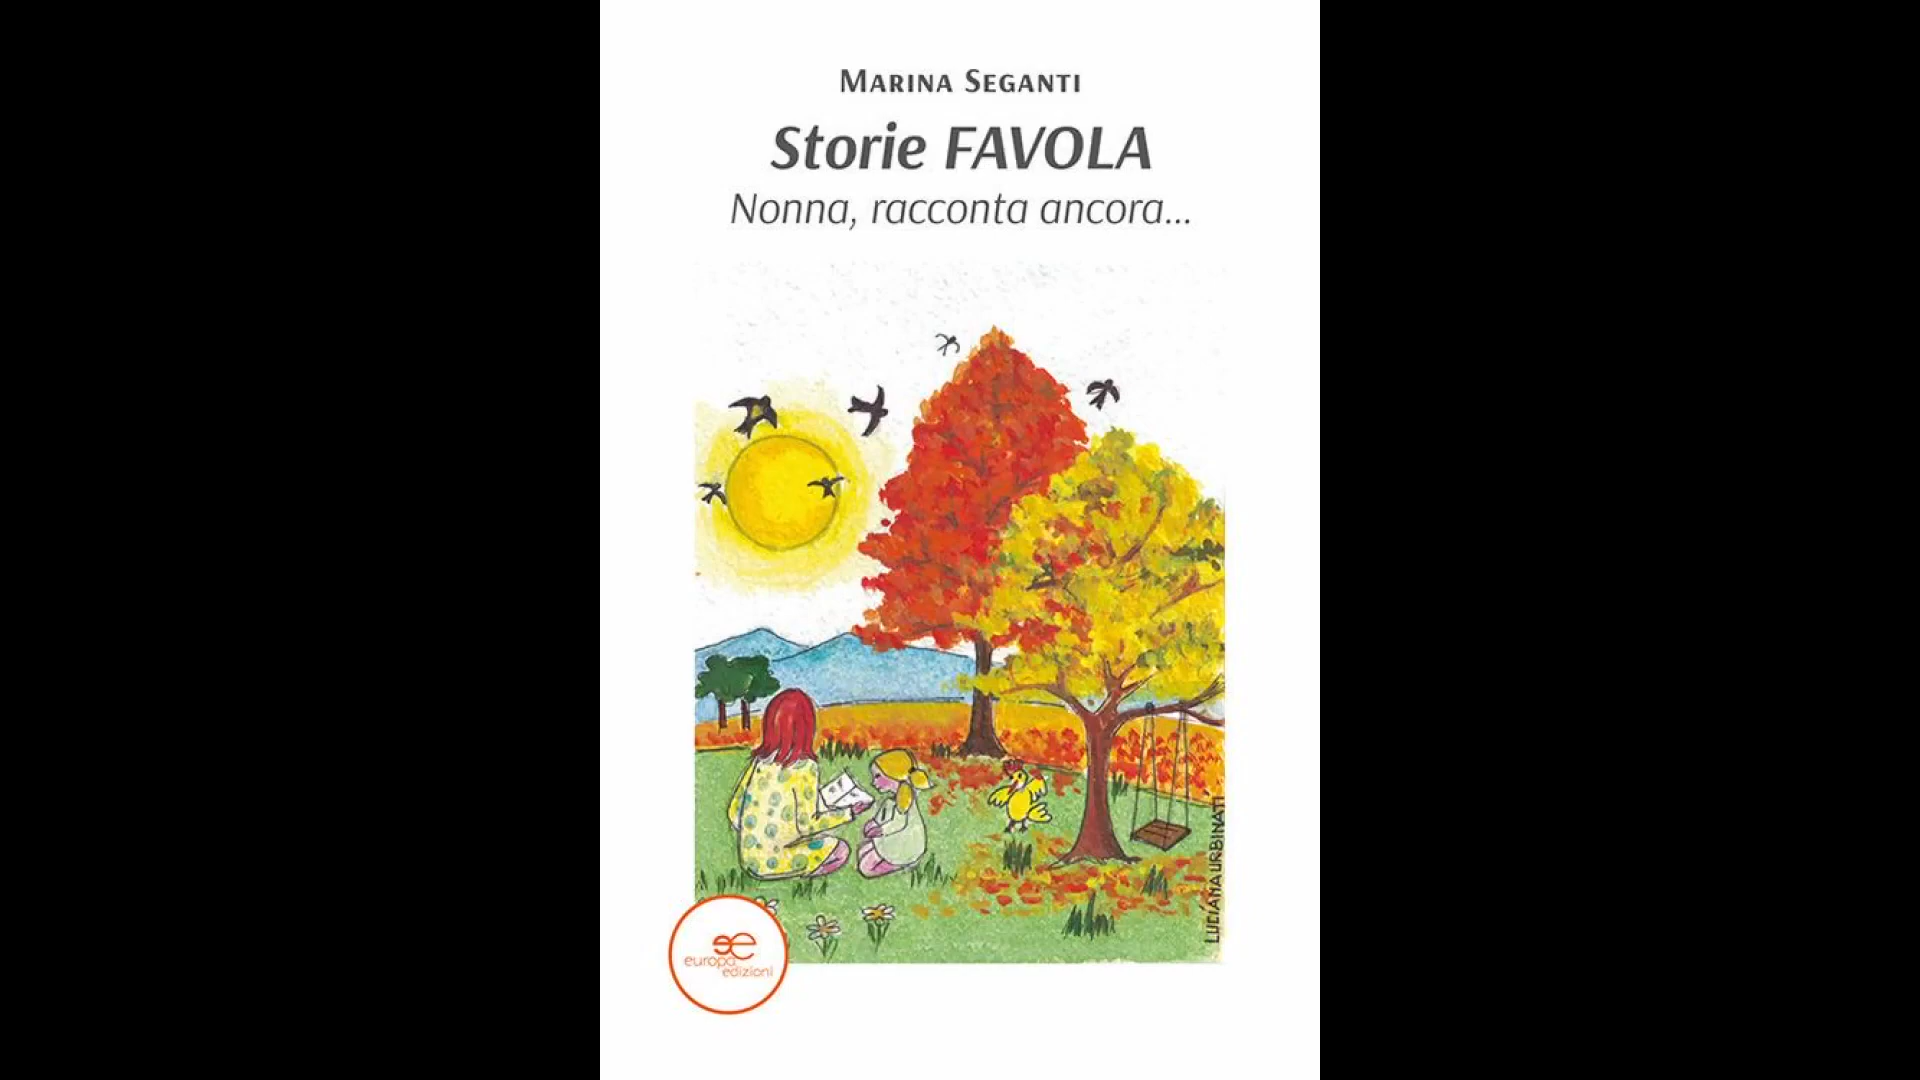 MARINA SEGANTI
Storie FAVOLA
Nonna, racconta ancora...
LUCIANA URBINATI
europa
edizioni